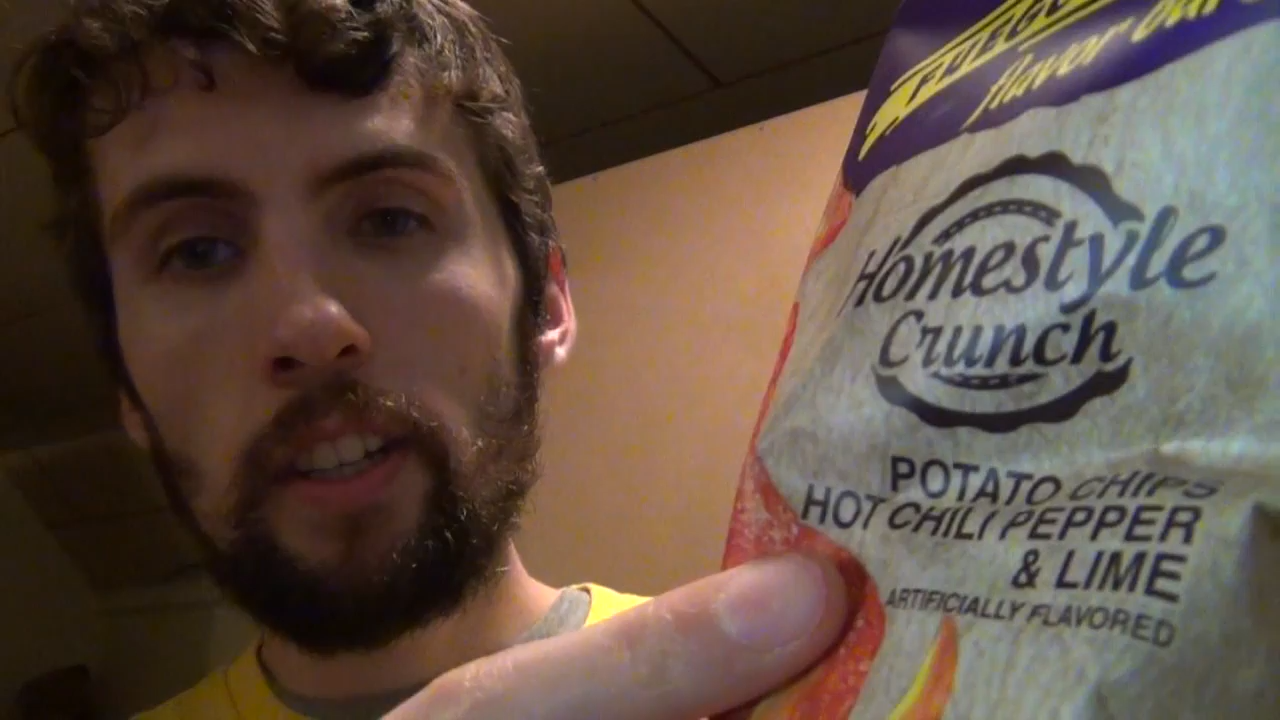 flavor
Homestyle
Crunch
POTATO CHIPS
HOT CHILI PEPPER
& LIME
ARTIFICIALLY FLAVORED